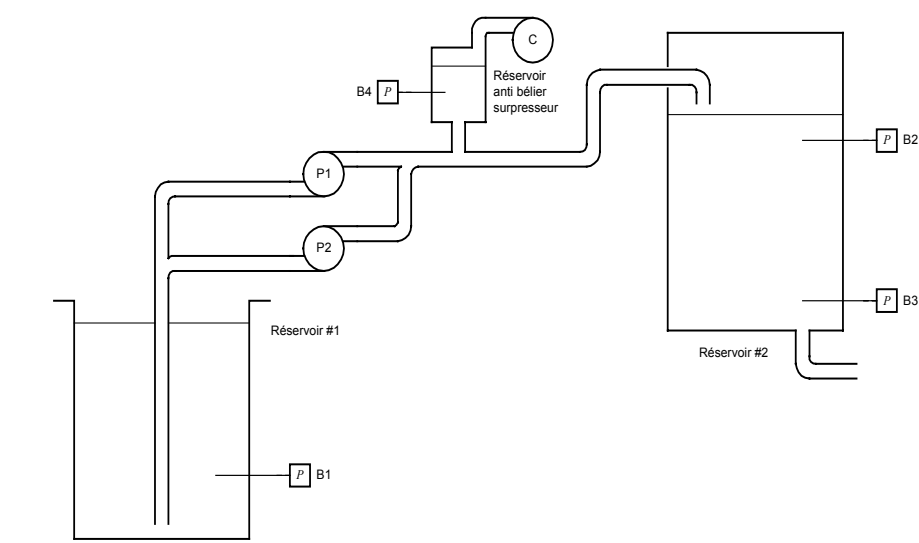 C
Réservoir
anti bélier
surpresseur
B4 P
P B2
P1
P2
P B3
Réservoir #1
Réservoir #2
P B1